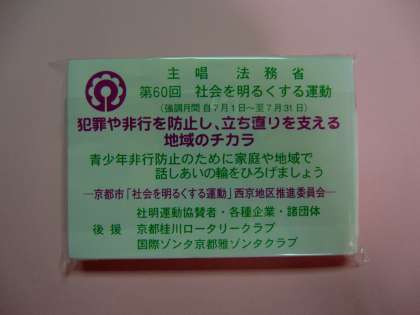 主唱 法務省
第60回 社会を明るくする運動
(強調月間 自7月1日～至7月31日)
犯罪や非行を防止し、立ち直りを支える
地域のチカラ
青少年非行防止のために家庭や地域で
話しあいの輪をひろげましょう
―京都市「社会を明るくする運動」西京地区推進委員会―
社明運動協賛者・各種企業・諸団体
後援 京都桂川ロータリークラブ
国際ゾンタ京都雅ゾンタクラブ